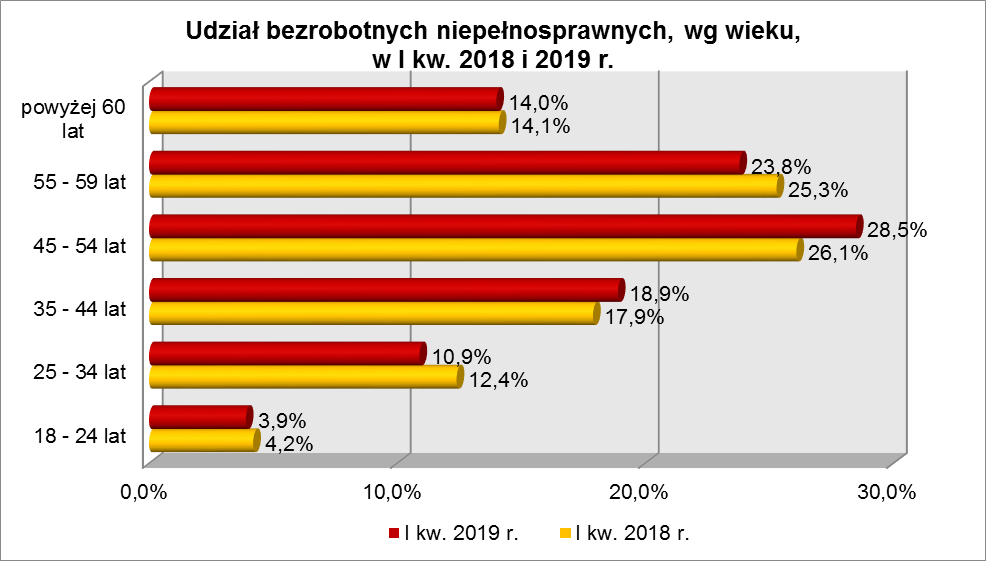 Udział bezrobotnych niepełnosprawnych, wg wieku,
w I kw. 2018 i 2019 r.
powyżej 60
lat
14,0%
14,1%
55 - 59 lat
23,8%
25,3%
45 - 54 lat
28,5%
26,1%
35 - 44 lat
18,9%
17,9%
25 - 34 lat
10,9%
12,4%
18 - 24 lat
3,9%
4,2%
0,0% 10,0% 20,0% 30,0%
I kw. 2019 r. I kw. 2018 r.